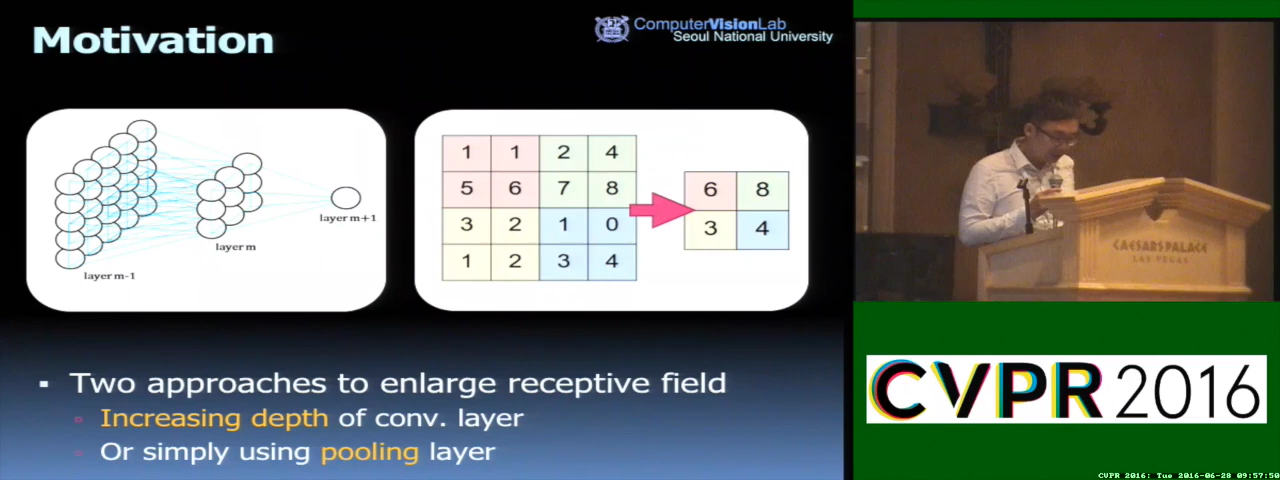 Motivation
ComputerVisionLab
Seoul National University
layer m-1
layer m
layer m+1
1 1 2 4
5 6 7 8
3 2 1 0
1 2 3 4
6 8
3 4
Two approaches to enlarge receptive field
Increasing depth of conv. layer
Or simply using pooling layer
CAESARS PALACE
LAS VEGAS
CVPR 2016
CVPR 2016: Tue 2016-06-28 09:57:50